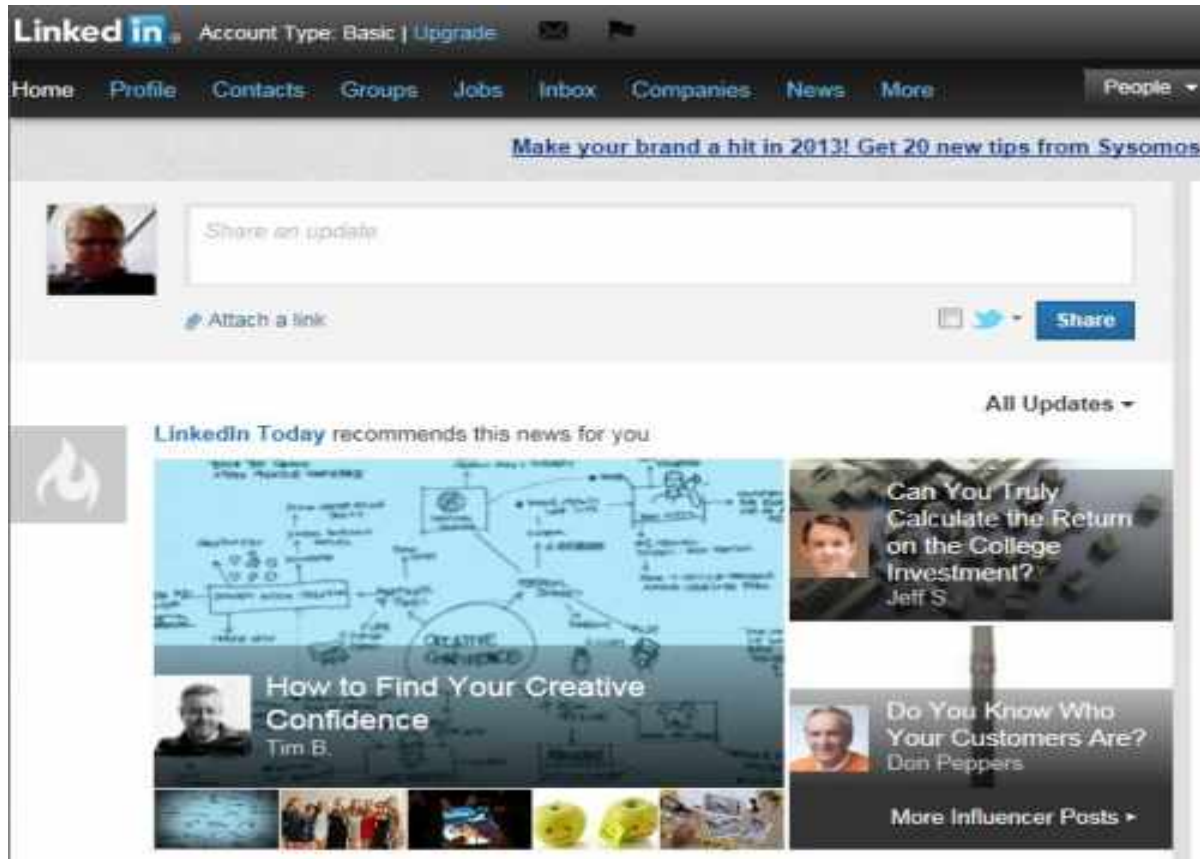 Linked in
Account Type: Basic | Upgrade
Home Profile Contacts Groups Jobs Inbox Companies News More People
Make your brand a hit in 2013! Get 20 new tips from Sysomos
Share an update
Attach a link
Share
All Updates
LinkedIn Today recommends this news for you
CREATIVE
CONFIDENCE
How to Find Your Creative
Confidence
Tim B.
Can You Truly
Calculate the Return
on the College
Investment?
Jeff S
Do You Know Who
Your Customers Are?
Don Peppers
More Influencer Posts